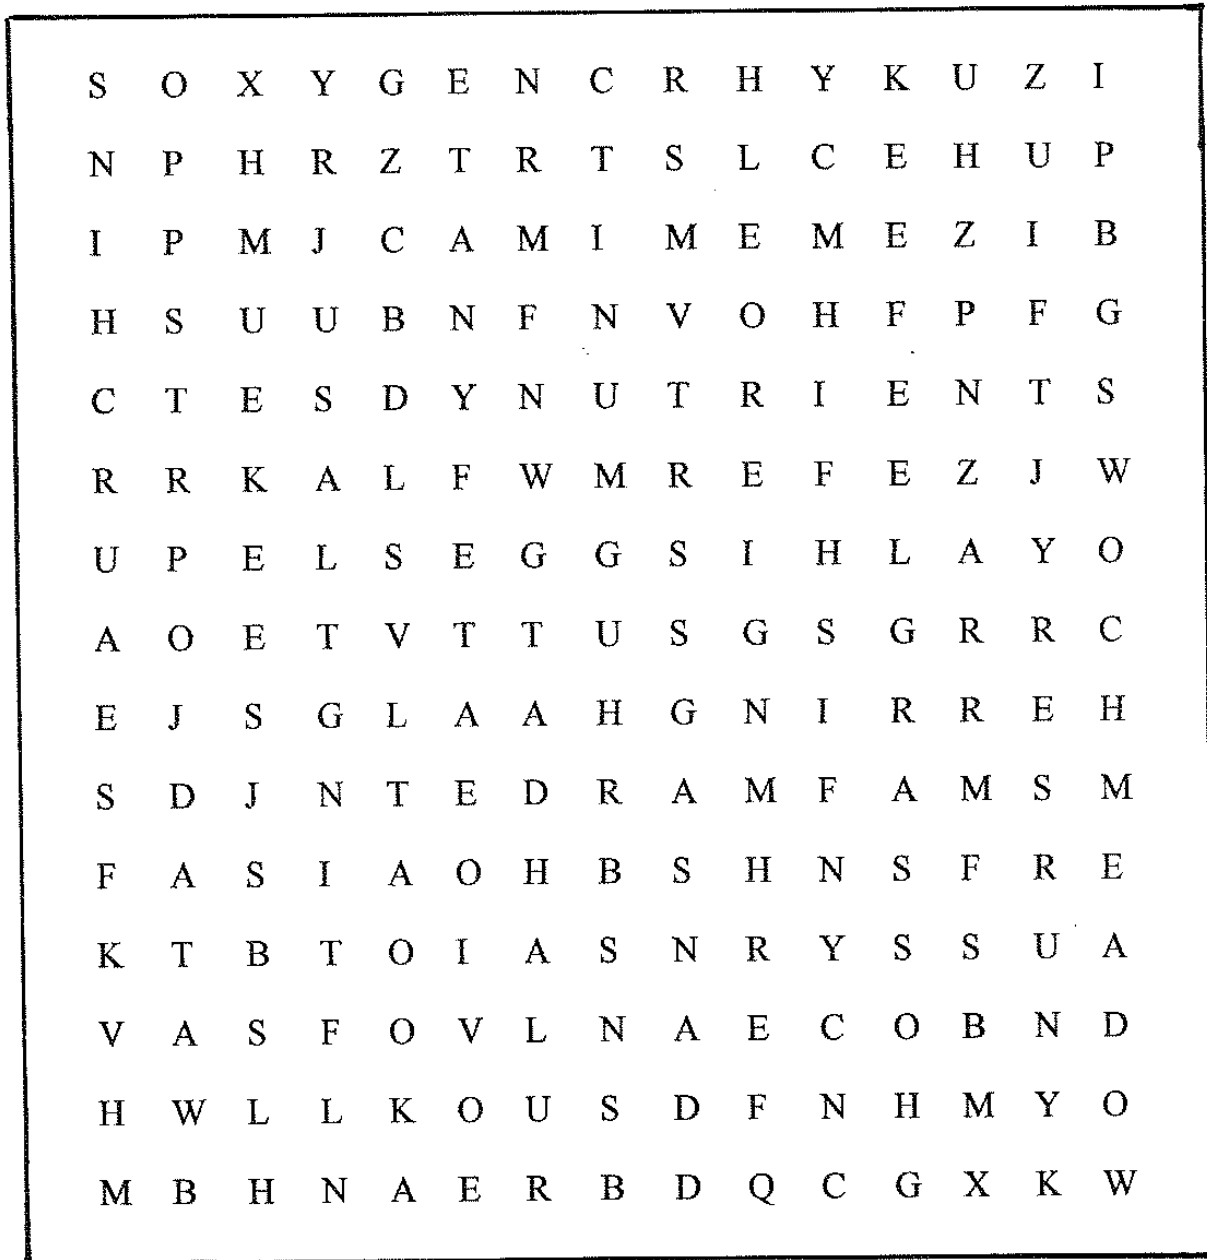 S O X Y G E N C R H Y K U Z I
N P H R Z T R T S L C E H U P
I P M J C A M I M E M E Z I B
H S U U B N F N V O H F P F G
C T E S D Y N U T R I E N T S
R R K A L F W M R E F E Z J W
U P E L S E G G S I H L A Y O
A O E T V T T U S G S G R R C
E J S G L A A H G N I R R E H
S D J N T E D R A M F A M S M
F A S I A O H B S H N S F R E
K T B T O I A S N R Y S S U A
V A S F O V L N A E C O B N D
H W L L K O U S D F N H M Y O
M B H N A E R B D Q C G X K W